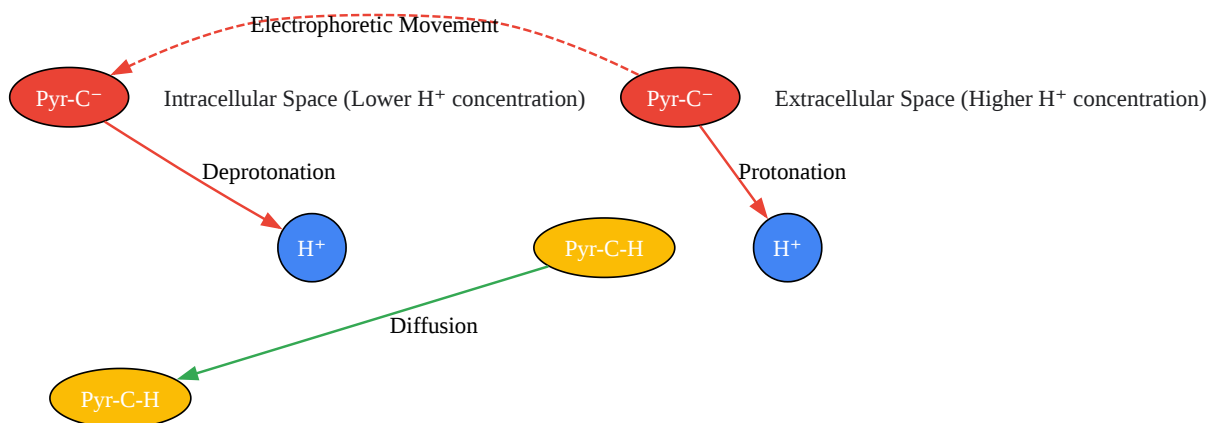 Electrophoretic Movement
Pyr-C⁻
Intracellular Space (Lower H⁺ concentration)
Pyr-C⁻
Extracellular Space (Higher H⁺ concentration)
Deprotonation
Protonation
H⁺
Pyr-C-H
H⁺
Diffusion
Pyr-C-H